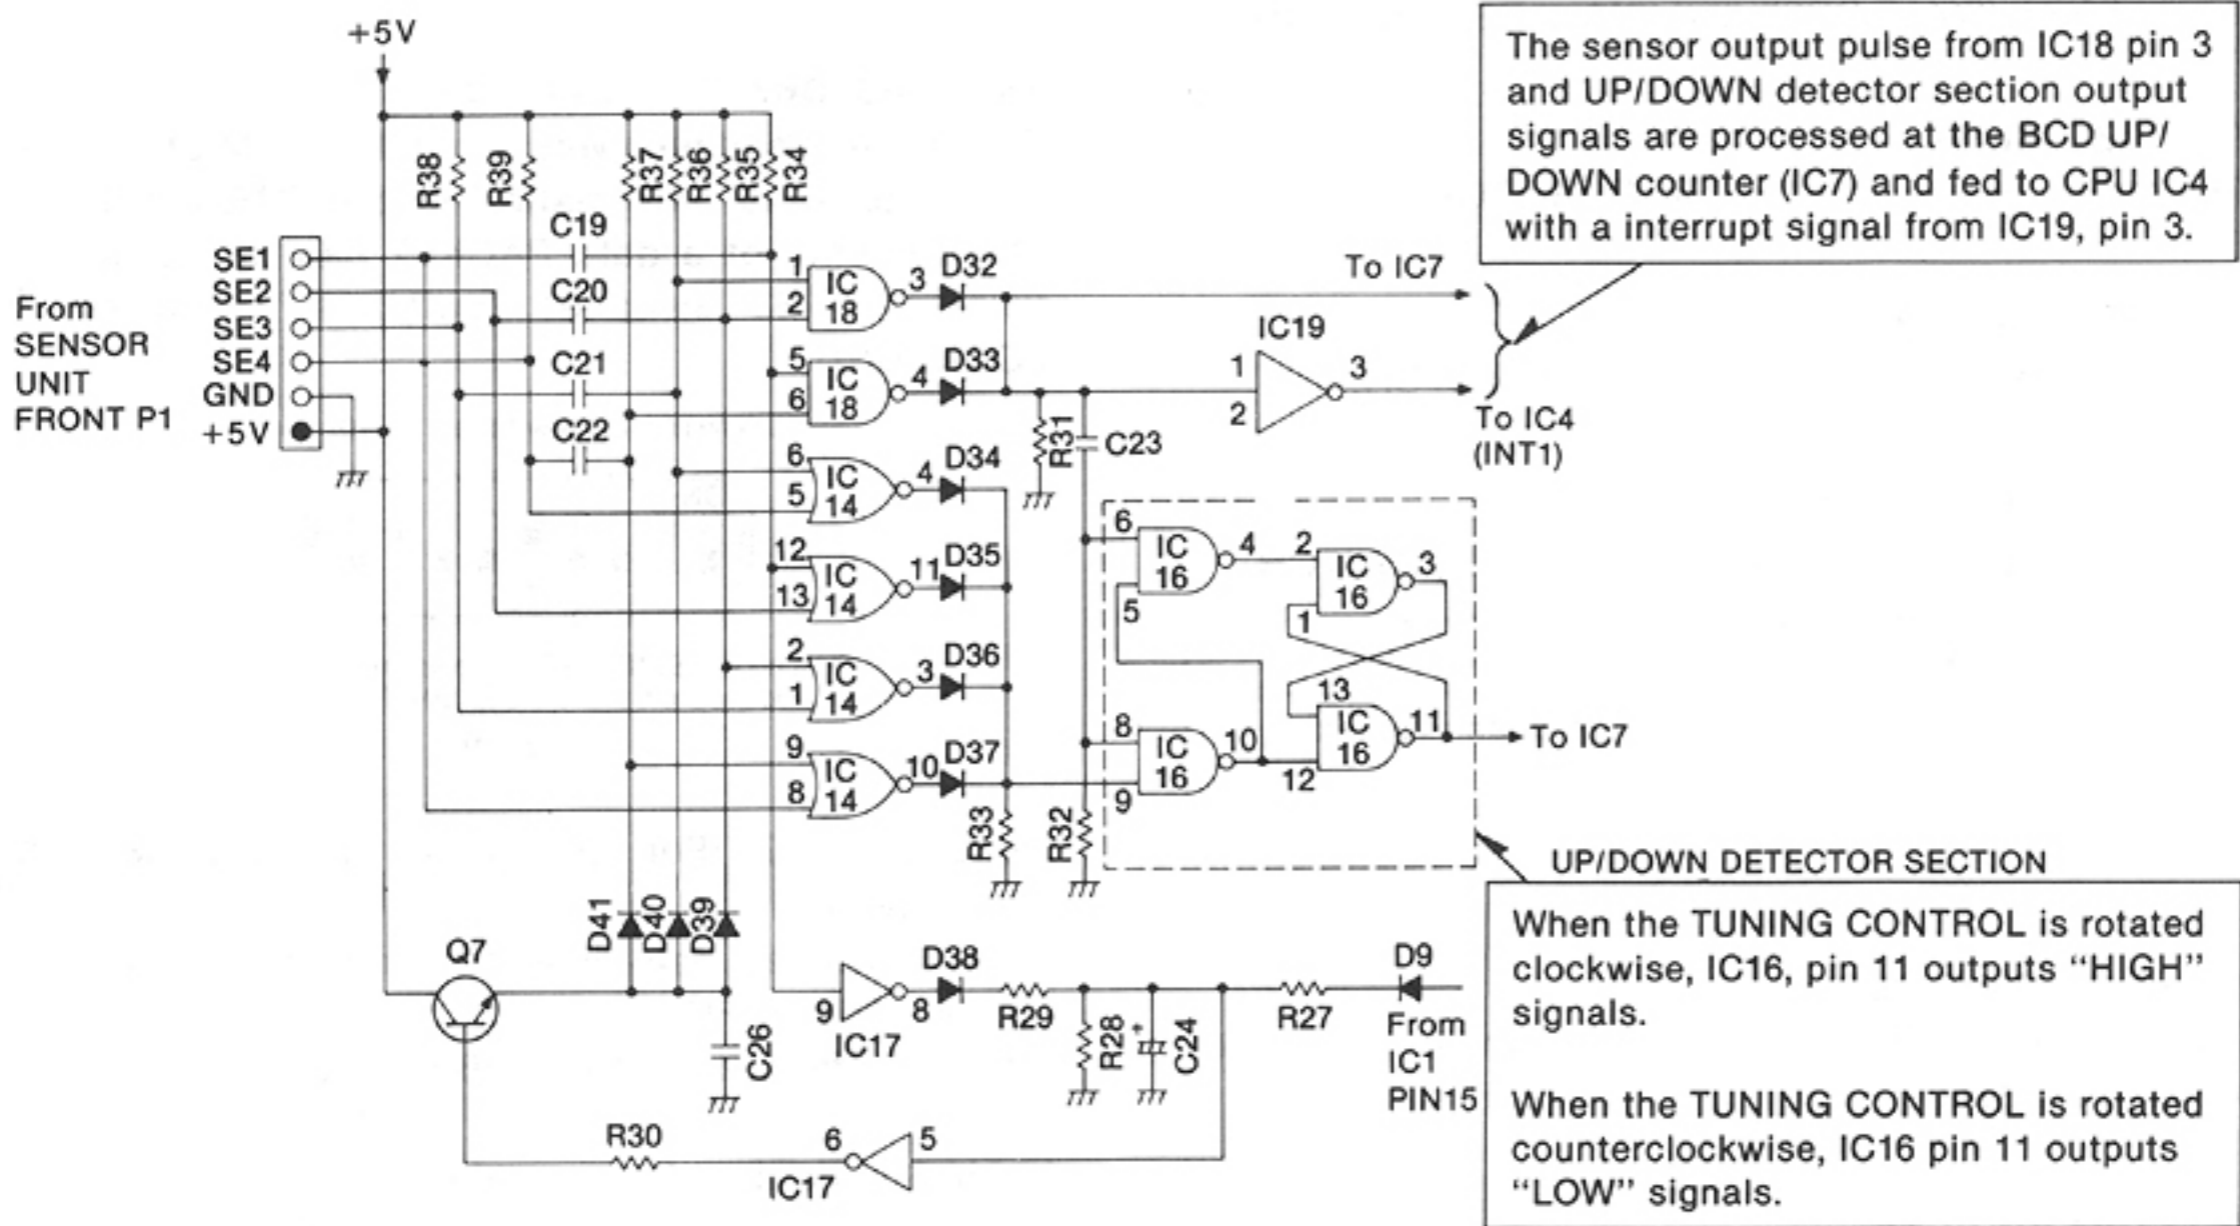 +5V
The sensor output pulse from IC18 pin 3
and UP/DOWN detector section output
signals are processed at the BCD UP/
DOWN counter (IC7) and fed to CPU IC4
with a interrupt signal from IC19, pin 3.
R38
R39
R37
R36
R35
R34
From
SENSOR
UNIT
FRONT P1
SE1
SE2
SE3
SE4
GND
+5V
C19
C20
C21
C22
1
2
IC
18
3
D32
To IC7
5
6
IC
18
4
D33
IC19
1
2
3
To IC4
(INT1)
R31
C23
6
5
IC
14
4
D34
12
13
IC
14
11
D35
2
1
IC
14
3
D36
9
8
IC
14
10
D37
R33
R32
6
5
IC
16
4
2
1
IC
16
3
8
9
IC
16
10
13
12
IC
16
11
To IC7
UP/DOWN DETECTOR SECTION
When the TUNING CONTROL is rotated
clockwise, IC16, pin 11 outputs “HIGH”
signals.
When the TUNING CONTROL is rotated
counterclockwise, IC16 pin 11 outputs
“LOW” signals.
D41
D40
D39
Q7
C26
9
IC17
8
D38
R29
R28
+
C24
R27
D9
From
IC1
PIN15
R30
6
5
IC17